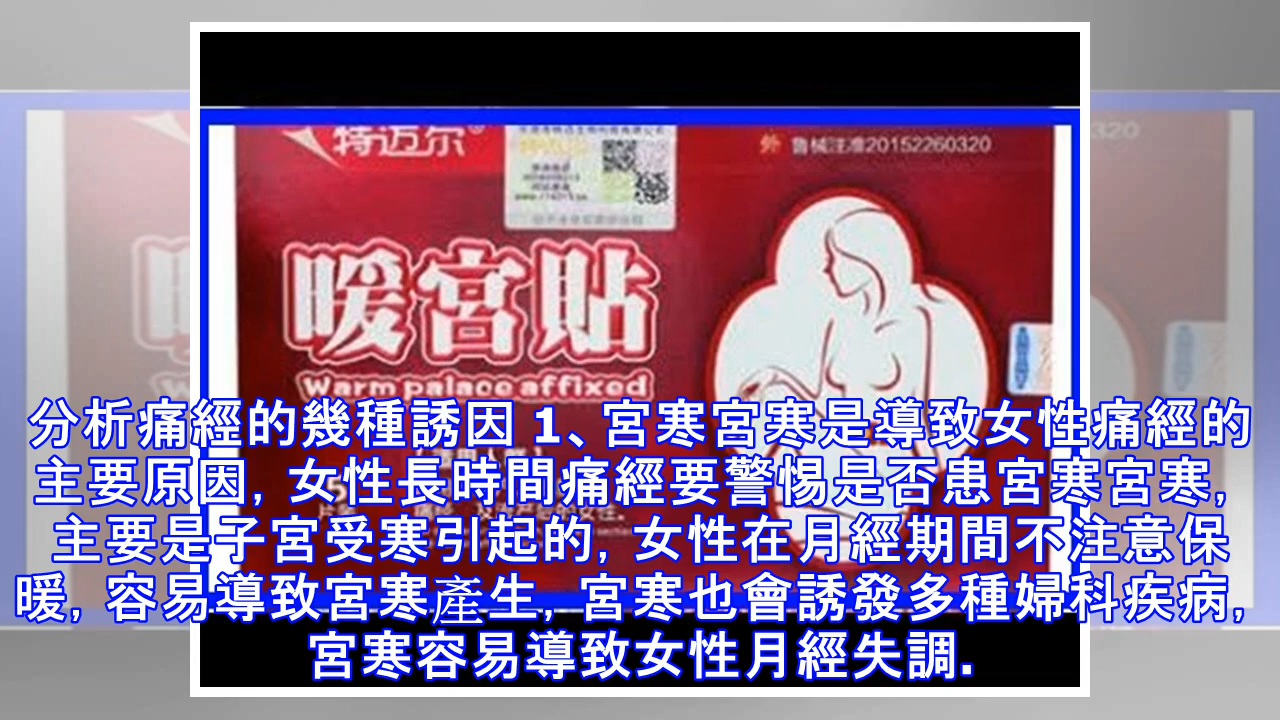 特迈尔®
外 鲁械注准20152260320
暖宮貼
Warm palace affixed
分析痛經的幾種誘因 1、宮寒宮寒是導致女性痛經的
主要原因, 女性長時間痛經要警惕是否患宮寒宮寒,
主要是子宮受寒引起的, 女性在月經期間不注意保
暖, 容易導致宮寒產生, 宮寒也會誘發多種婦科疾病,
宮寒容易導致女性月經失調.